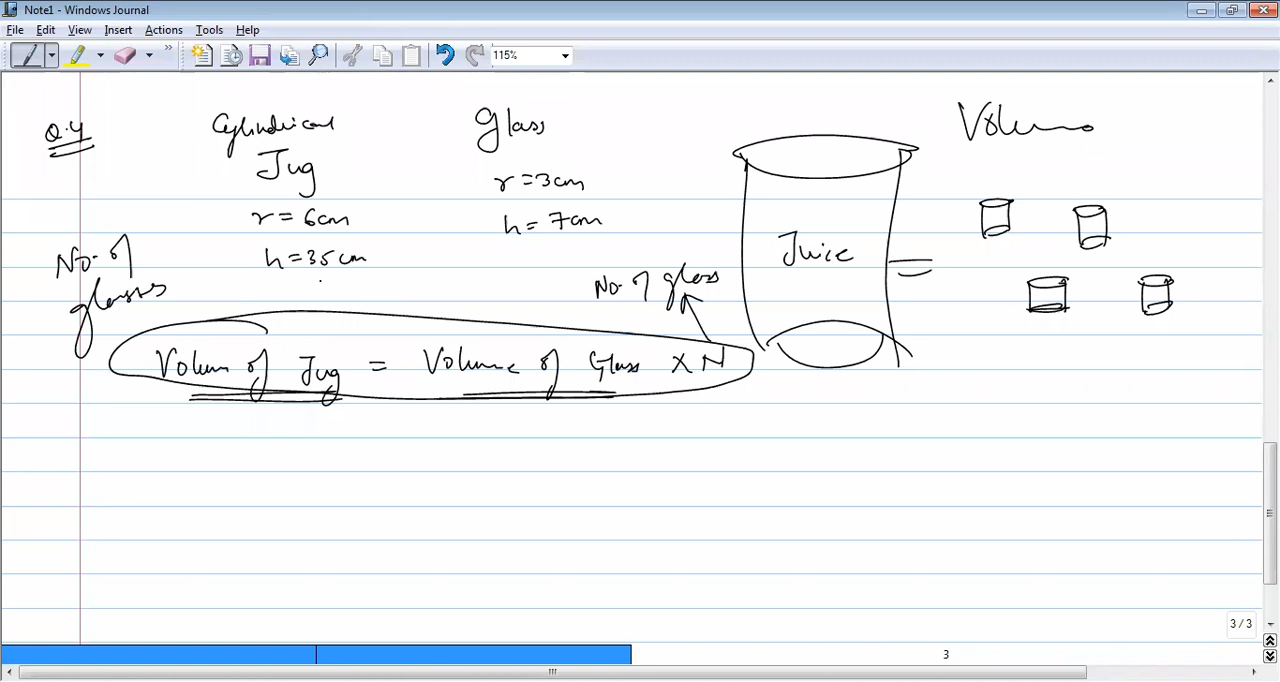 Note1 - Windows Journal
File Edit View Insert Actions Tools Help
115%
Q.4
Cylindrical
Jug
r = 6cm
h = 35cm
Glass
r = 3cm
h = 7cm
Volume
Juice
=
No. of
glasses
No. of glass
Volum of Jug = Volume of Glass x N
3 / 3
3